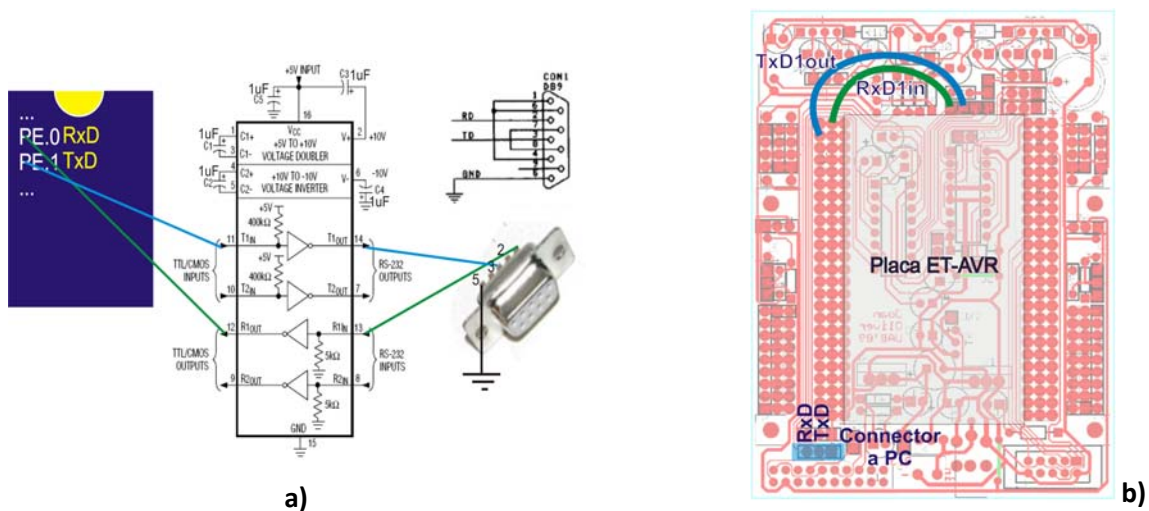 +5V INPUT
C3 1uF
1uF
C5
16
VCC
+5V TO +10V
VOLTAGE DOUBLER
1uF
C1
1 C1+
3 C1-
V+ 2 +10V
1uF
C2
4 C2+
5 C2-
+10V TO -10V
VOLTAGE INVERTER
V- 6 -10V
C4
1uF
...
PE.0 RxD
PE.1 TxD
...
+5V
400kΩ
11 T1IN
T1OUT 14
+5V
400kΩ
10 T2IN
T2OUT 7
TTL/CMOS
INPUTS
RS-232
OUTPUTS
12 R1OUT
R1IN 13
5kΩ
9 R2OUT
R2IN 8
5kΩ
TTL/CMOS
OUTPUTS
RS-232
INPUTS
GND
15
CON1
DB9
RD
TD
GND
2
3
5
a)
TxD1out
RxD1in
Placa ET-AVR
Joan
Oliver
UAB'09
RxD
TxD
Connector
a PC
b)